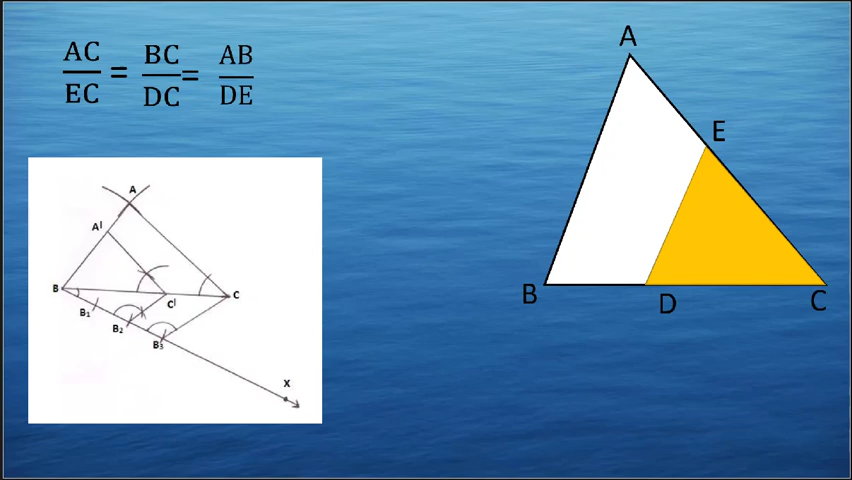 AC/EC = BC/DC = AB/DE
A
E
B
D
C
A
A'
B
C'
C
B₁
B₂
B₃
X